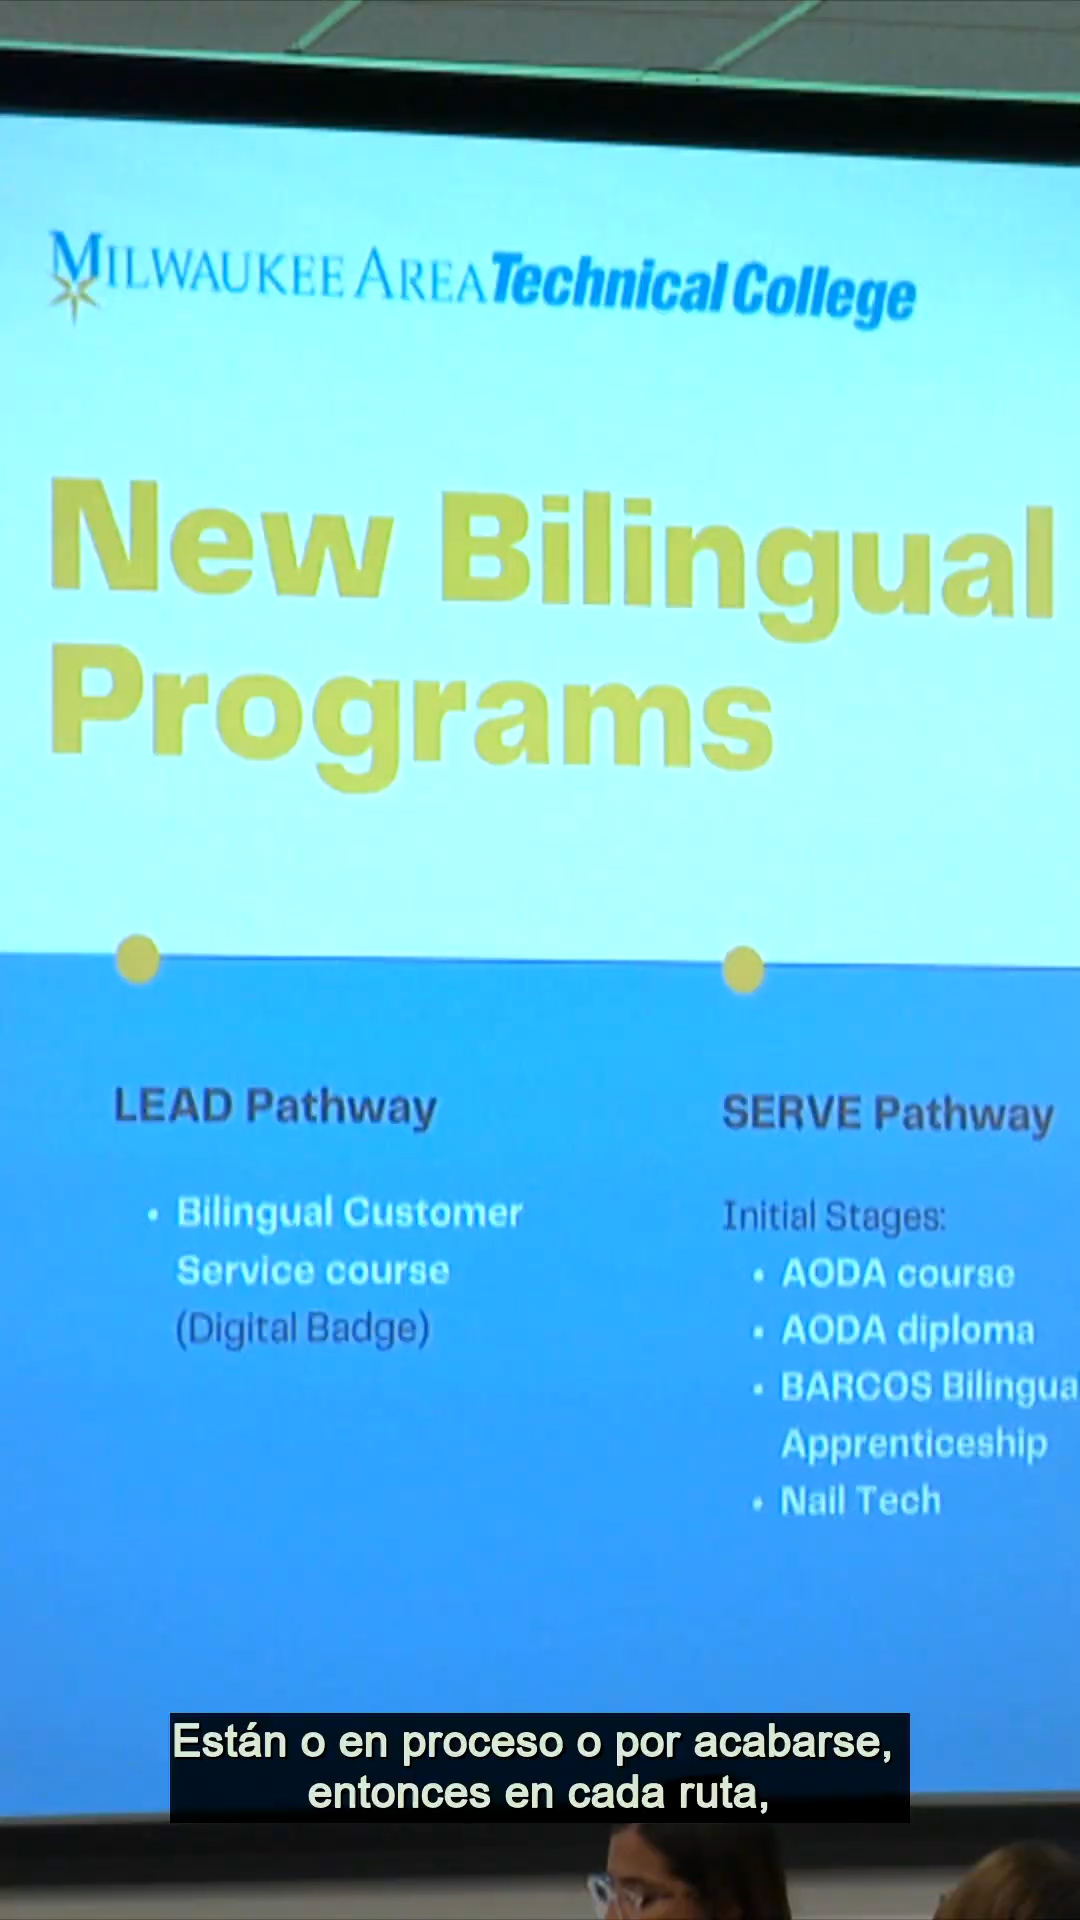 MILWAUKEE AREA Technical College
New Bilingual
Programs
LEAD Pathway
• Bilingual Customer
Service course
(Digital Badge)
SERVE Pathway
Initial Stages:
• AODA course
• AODA diploma
• BARCOS Bilingua
Apprenticeship
• Nail Tech
Están o en proceso o por acabarse,
entonces en cada ruta,